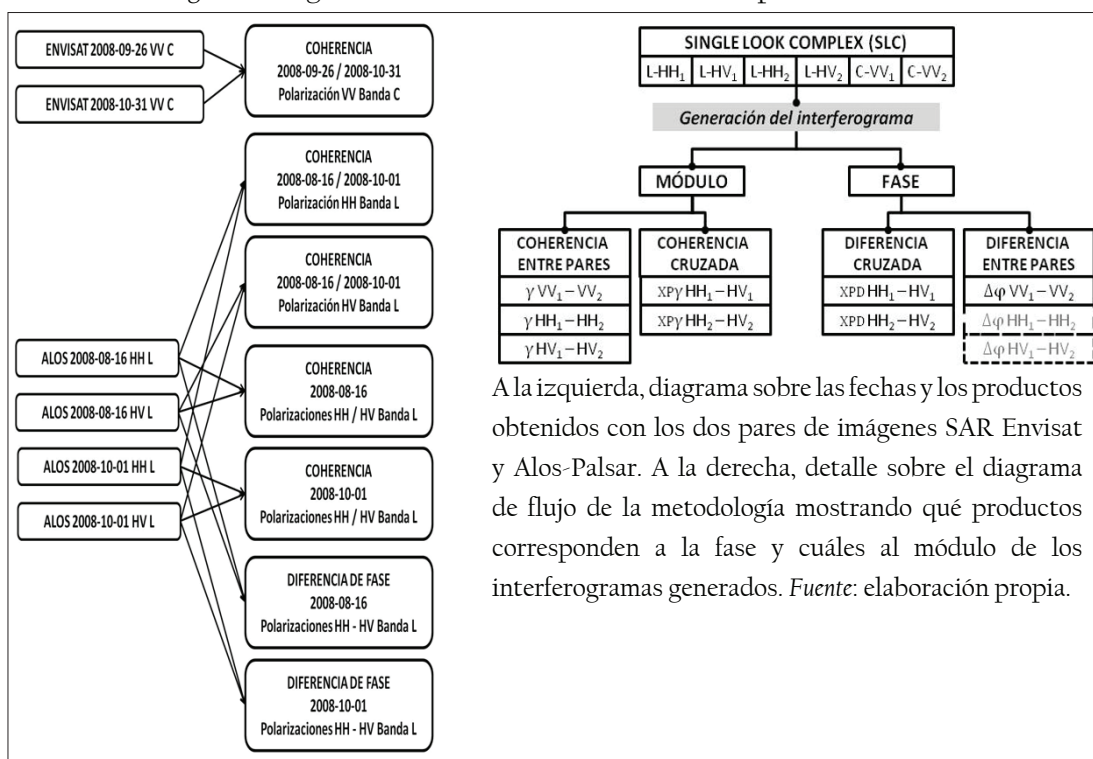 ENVISAT 2008-09-26 VV C
ENVISAT 2008-10-31 VV C
COHERENCIA
2008-09-26 / 2008-10-31
Polarización VV Banda C
COHERENCIA
2008-08-16 / 2008-10-01
Polarización HH Banda L
COHERENCIA
2008-08-16 / 2008-10-01
Polarización HV Banda L
ALOS 2008-08-16 HH L
ALOS 2008-08-16 HV L
ALOS 2008-10-01 HH L
ALOS 2008-10-01 HV L
COHERENCIA
2008-08-16
Polarizaciones HH / HV Banda L
COHERENCIA
2008-10-01
Polarizaciones HH / HV Banda L
DIFERENCIA DE FASE
2008-08-16
Polarizaciones HH - HV Banda L
DIFERENCIA DE FASE
2008-10-01
Polarizaciones HH - HV Banda L
SINGLE LOOK COMPLEX (SLC)
L-HH₁ L-HV₁ L-HH₂ L-HV₂ C-VV₁ C-VV₂
Generación del interferograma
MÓDULO
FASE
COHERENCIA
ENTRE PARES
γ VV₁ – VV₂
γ HH₁ – HH₂
γ HV₁ – HV₂
COHERENCIA
CRUZADA
XPγ HH₁ – HV₁
XPγ HH₂ – HV₂
DIFERENCIA
CRUZADA
XPD HH₁ – HV₁
XPD HH₂ – HV₂
DIFERENCIA
ENTRE PARES
Δφ VV₁ – VV₂
Δφ HH₁ – HH₂
Δφ HV₁ – HV₂
A la izquierda, diagrama sobre las fechas y los productos
obtenidos con los dos pares de imágenes SAR Envisat
y Alos-Palsar. A la derecha, detalle sobre el diagrama
de flujo de la metodología mostrando qué productos
corresponden a la fase y cuáles al módulo de los
interferogramas generados. Fuente: elaboración propia.